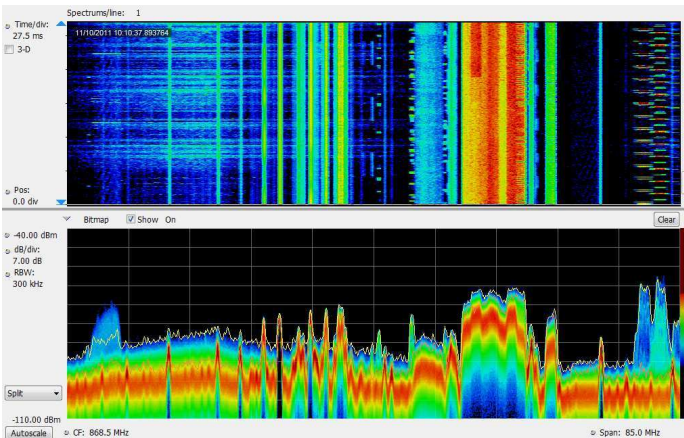 Spectrums/line: 1
Time/div:
27.5 ms
3-D
11/10/2011 10:10:37.893764
Pos:
0.0 div
Bitmap Show On Clear
-40.00 dBm
dB/div:
7.00 dB
RBW:
300 kHz
Split
-110.00 dBm
Autoscale CF: 868.5 MHz Span: 85.0 MHz